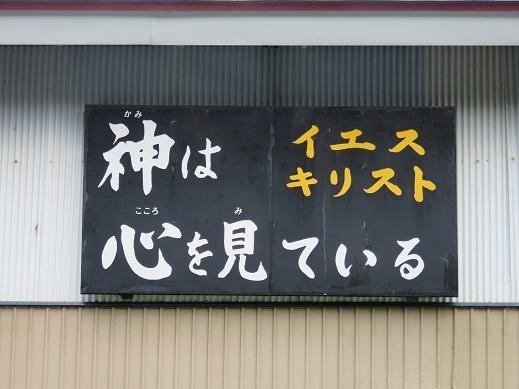 かみ
神は
こころ み
心を見ている
イエス
キリスト